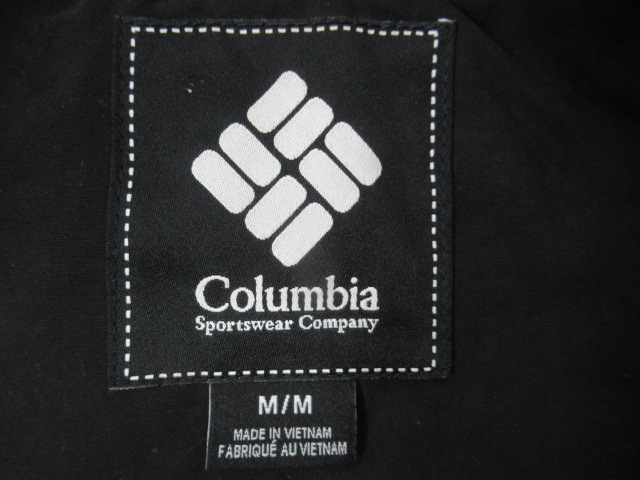 Columbia
Sportswear Company
M/M
MADE IN VIETNAM
FABRIQUÉ AU VIETNAM